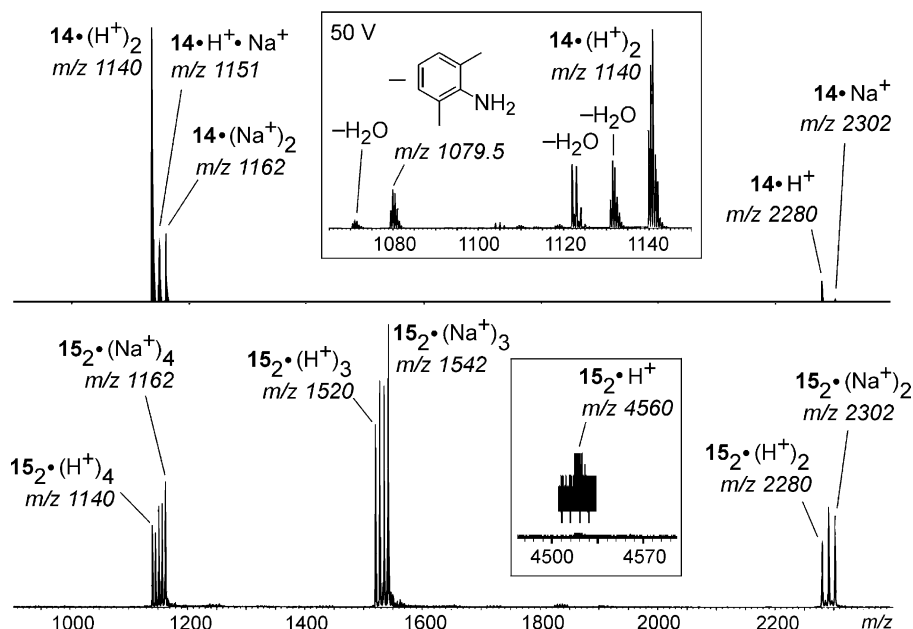 14•(H⁺)₂
m/z 1140
14•H⁺•Na⁺
m/z 1151
14•(Na⁺)₂
m/z 1162
50 V
–
NH₂
–H₂O
m/z 1079.5
–H₂O
–H₂O
14•(H⁺)₂
m/z 1140
1080 1100 1120 1140
14•Na⁺
m/z 2302
14•H⁺
m/z 2280
15₂•(Na⁺)₄
m/z 1162
15₂•(H⁺)₄
m/z 1140
15₂•(H⁺)₃
m/z 1520
15₂•(Na⁺)₃
m/z 1542
15₂•H⁺
m/z 4560
4500 4570
15₂•(Na⁺)₂
m/z 2302
15₂•(H⁺)₂
m/z 2280
1000 1200 1400 1600 1800 2000 2200 m/z